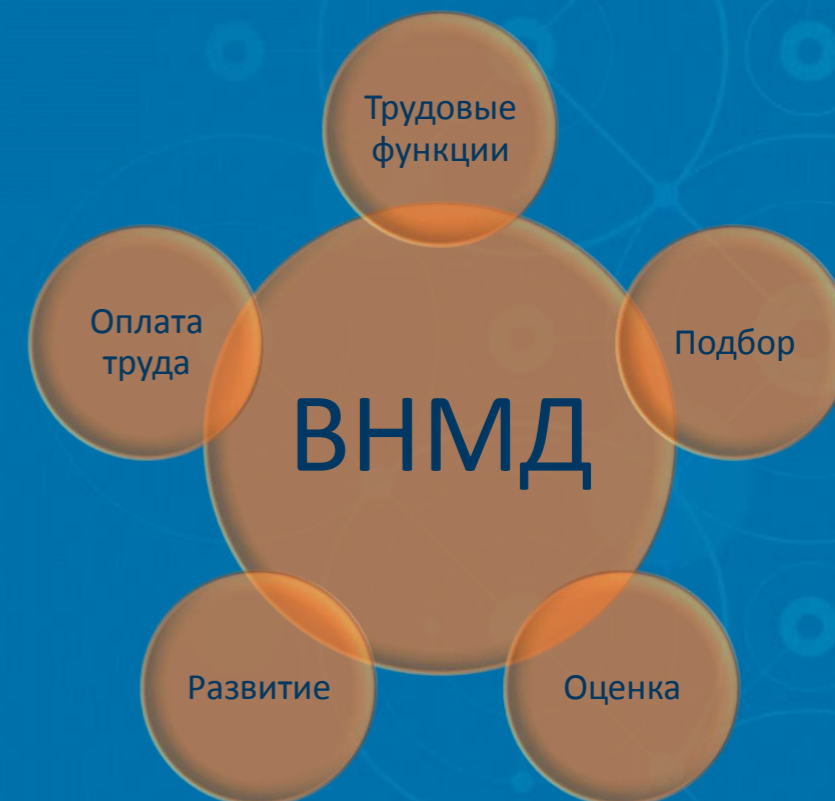 Трудовые
функции
Оплата
труда
Подбор
ВНМД
Развитие
Оценка